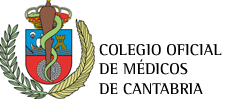 COLEGIO OFICIAL
DE MÉDICOS
DE CANTABRIA